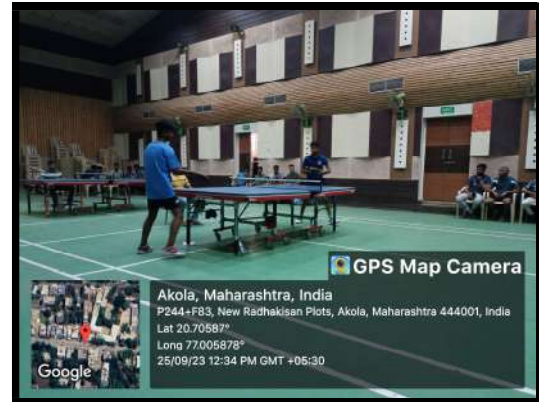 GPS Map Camera
Akola, Maharashtra, India
P244+F83, New Radhakisan Plots, Akola, Maharashtra 444001, India
Lat 20.70587°
Long 77.005878°
25/09/23 12:34 PM GMT +05:30
Google